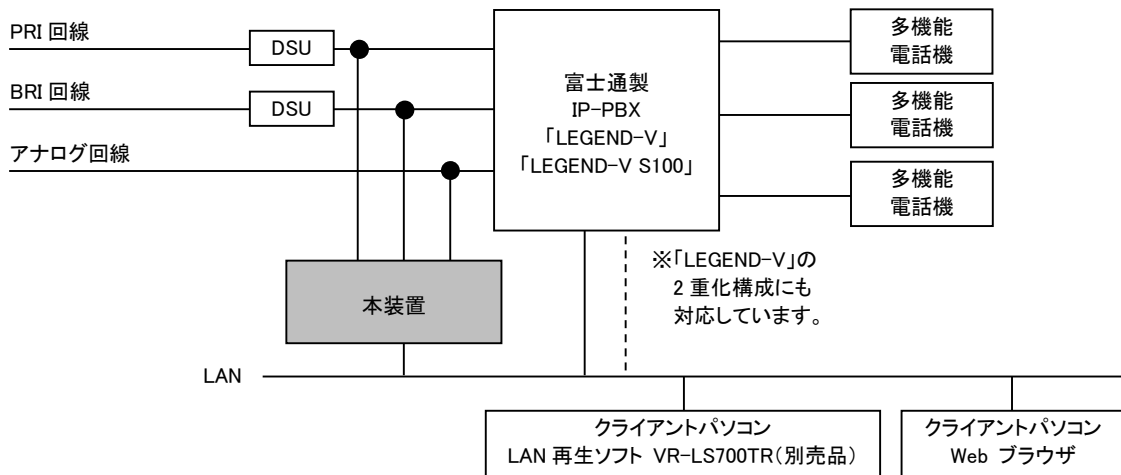 PRI 回線
DSU
BRI 回線
DSU
アナログ回線
富士通製
IP-PBX
「LEGEND-V」
「LEGEND-V S100」
多機能
電話機
多機能
電話機
多機能
電話機
本装置
※「LEGEND-V」の
2 重化構成にも
対応しています。
LAN
クライアントパソコン
LAN 再生ソフト VR-LS700TR(別売品)
クライアントパソコン
Web ブラウザ